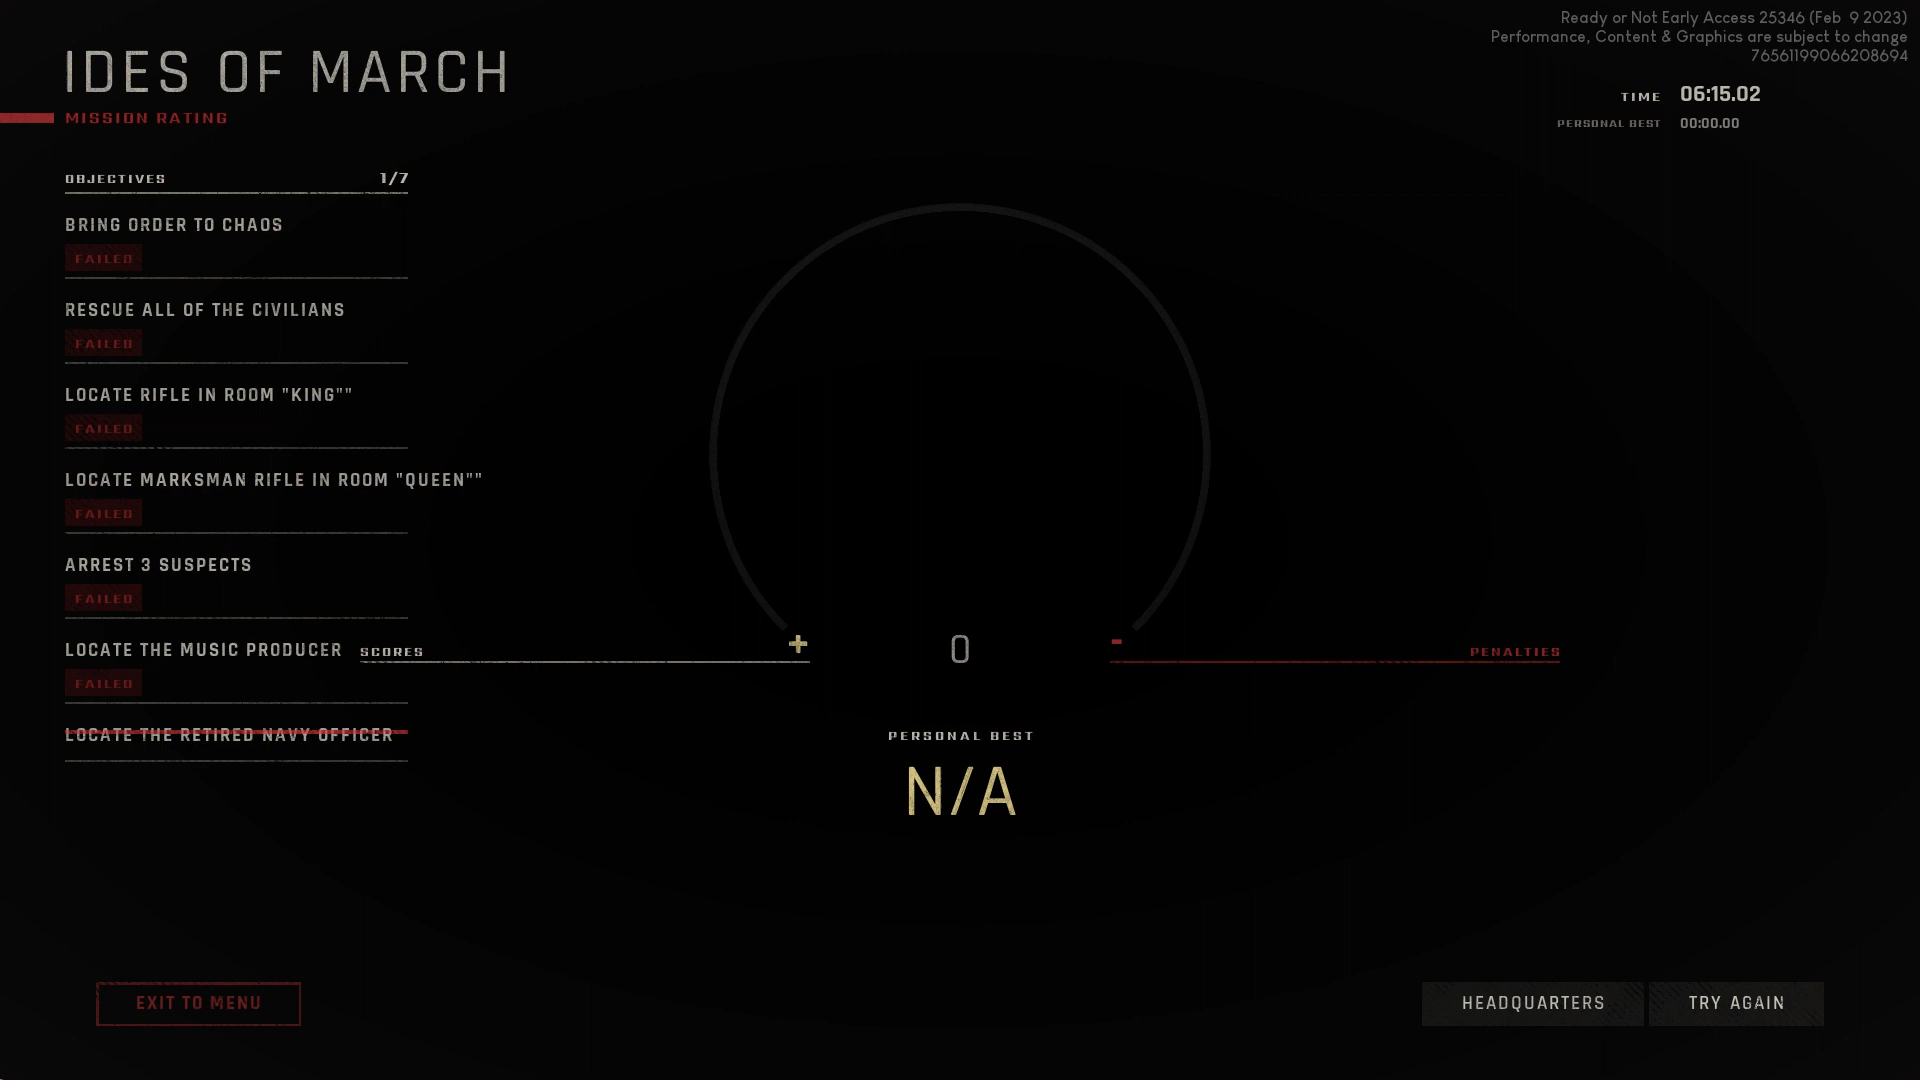 Ready or Not Early Access 25346 (Feb  9 2023)
Performance, Content & Graphics are subject to change
76561199066208694
IDES OF MARCH
MISSION RATING
TIME 06:15.02
PERSONAL BEST 00:00.00
OBJECTIVES 1/7
BRING ORDER TO CHAOS
FAILED
RESCUE ALL OF THE CIVILIANS
FAILED
LOCATE RIFLE IN ROOM "KING""
FAILED
LOCATE MARKSMAN RIFLE IN ROOM "QUEEN""
FAILED
ARREST 3 SUSPECTS
FAILED
LOCATE THE MUSIC PRODUCER
FAILED
LOCATE THE RETIRED NAVY OFFICER
SCORES + 0 - PENALTIES
PERSONAL BEST
N/A
EXIT TO MENU
HEADQUARTERS
TRY AGAIN